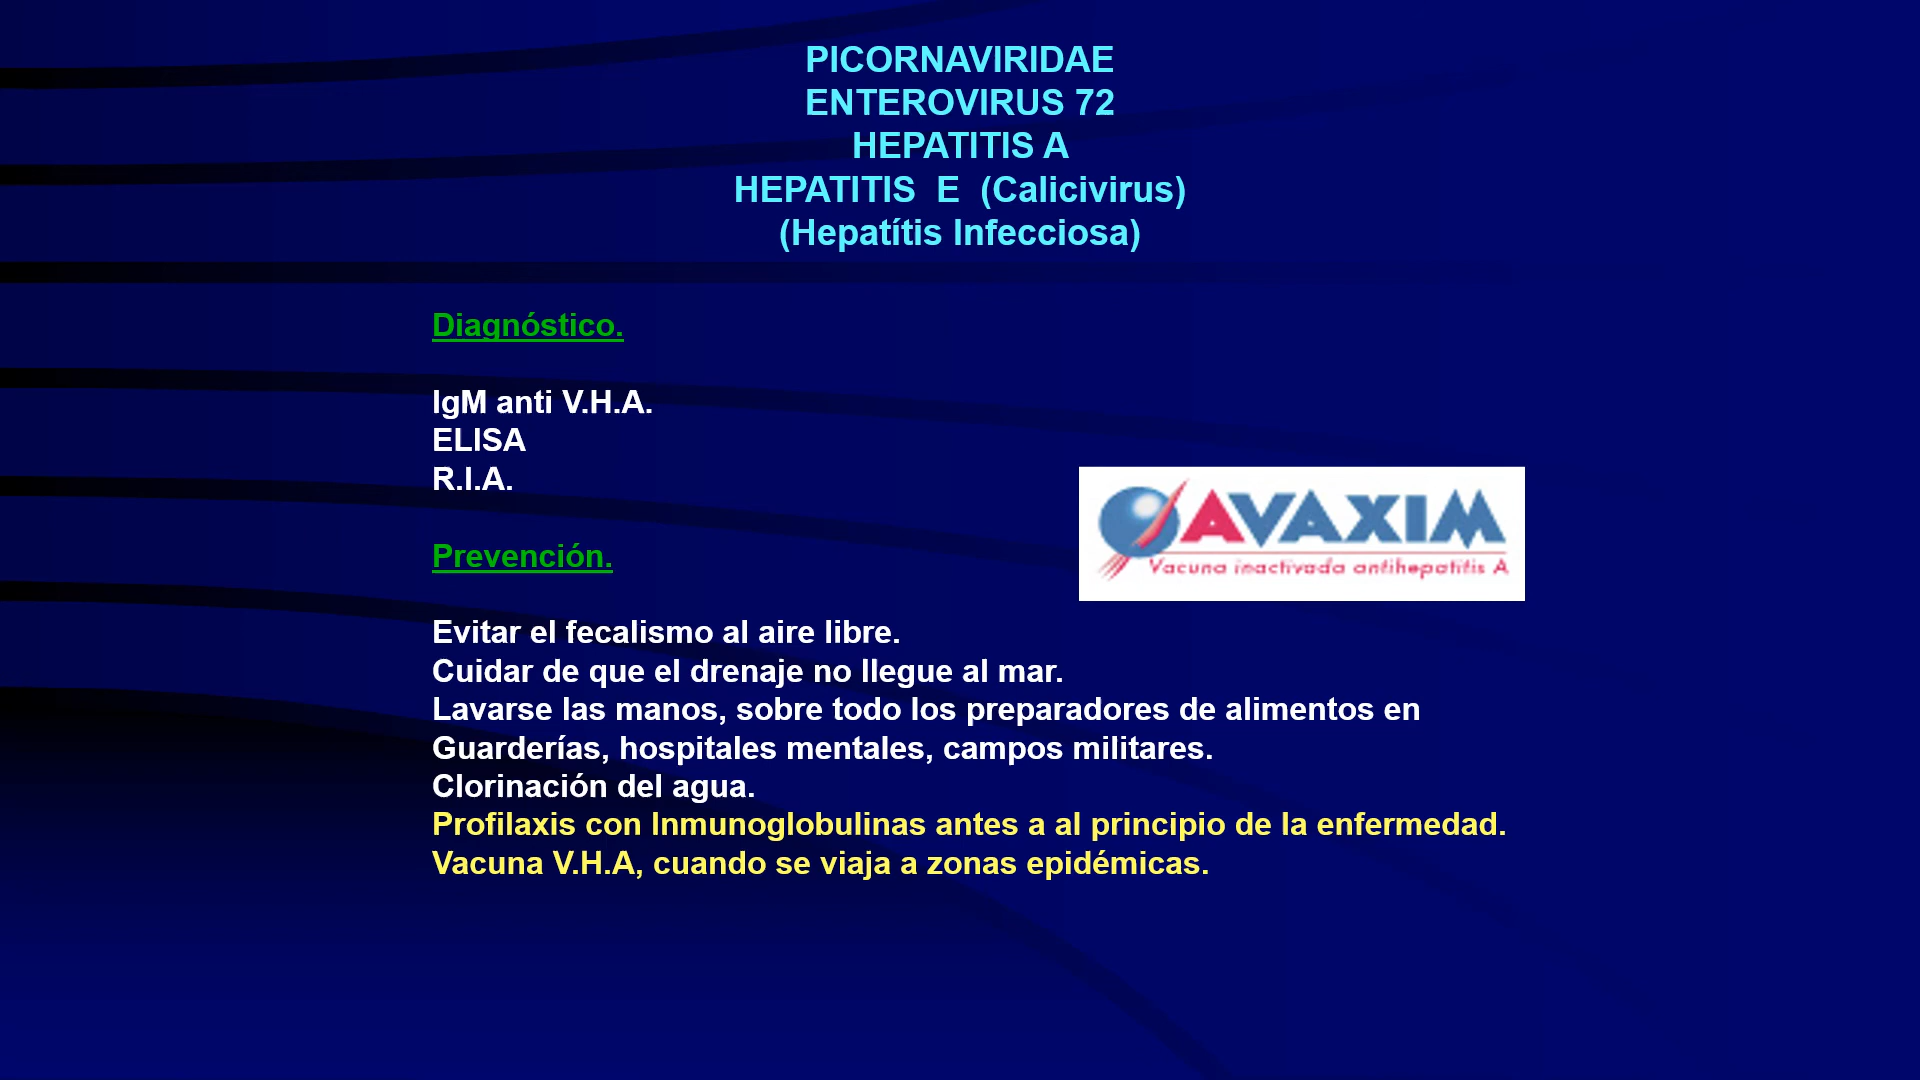 PICORNAVIRIDAE
ENTEROVIRUS 72
HEPATITIS A
HEPATITIS  E  (Calicivirus)
(Hepatítis Infecciosa)
Diagnóstico.
IgM anti V.H.A.
ELISA
R.I.A.
AVAXIM
Vacuna inactivada antihepatitis A
Prevención.
Evitar el fecalismo al aire libre.
Cuidar de que el drenaje no llegue al mar.
Lavarse las manos, sobre todo los preparadores de alimentos en
Guarderías, hospitales mentales, campos militares.
Clorinación del agua.
Profilaxis con Inmunoglobulinas antes a al principio de la enfermedad.
Vacuna V.H.A, cuando se viaja a zonas epidémicas.